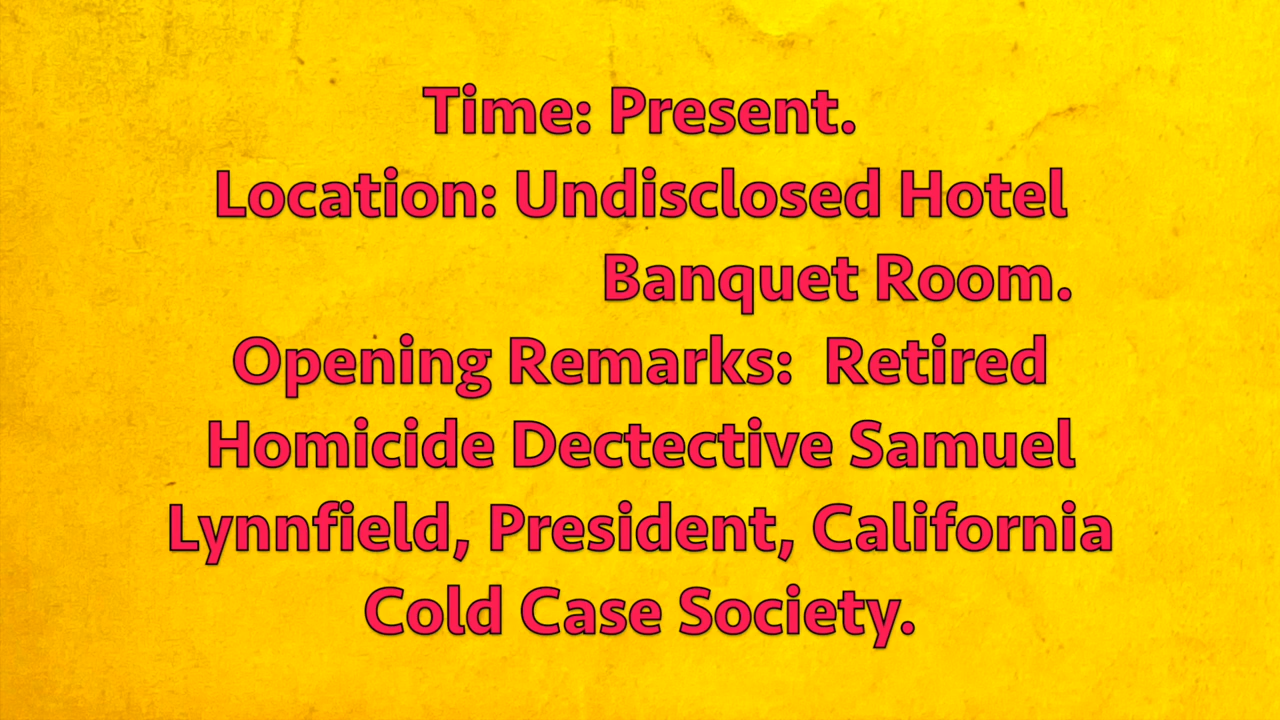 Time: Present.
Location: Undisclosed Hotel
Banquet Room.
Opening Remarks:  Retired
Homicide Dectective Samuel
Lynnfield, President, California
Cold Case Society.